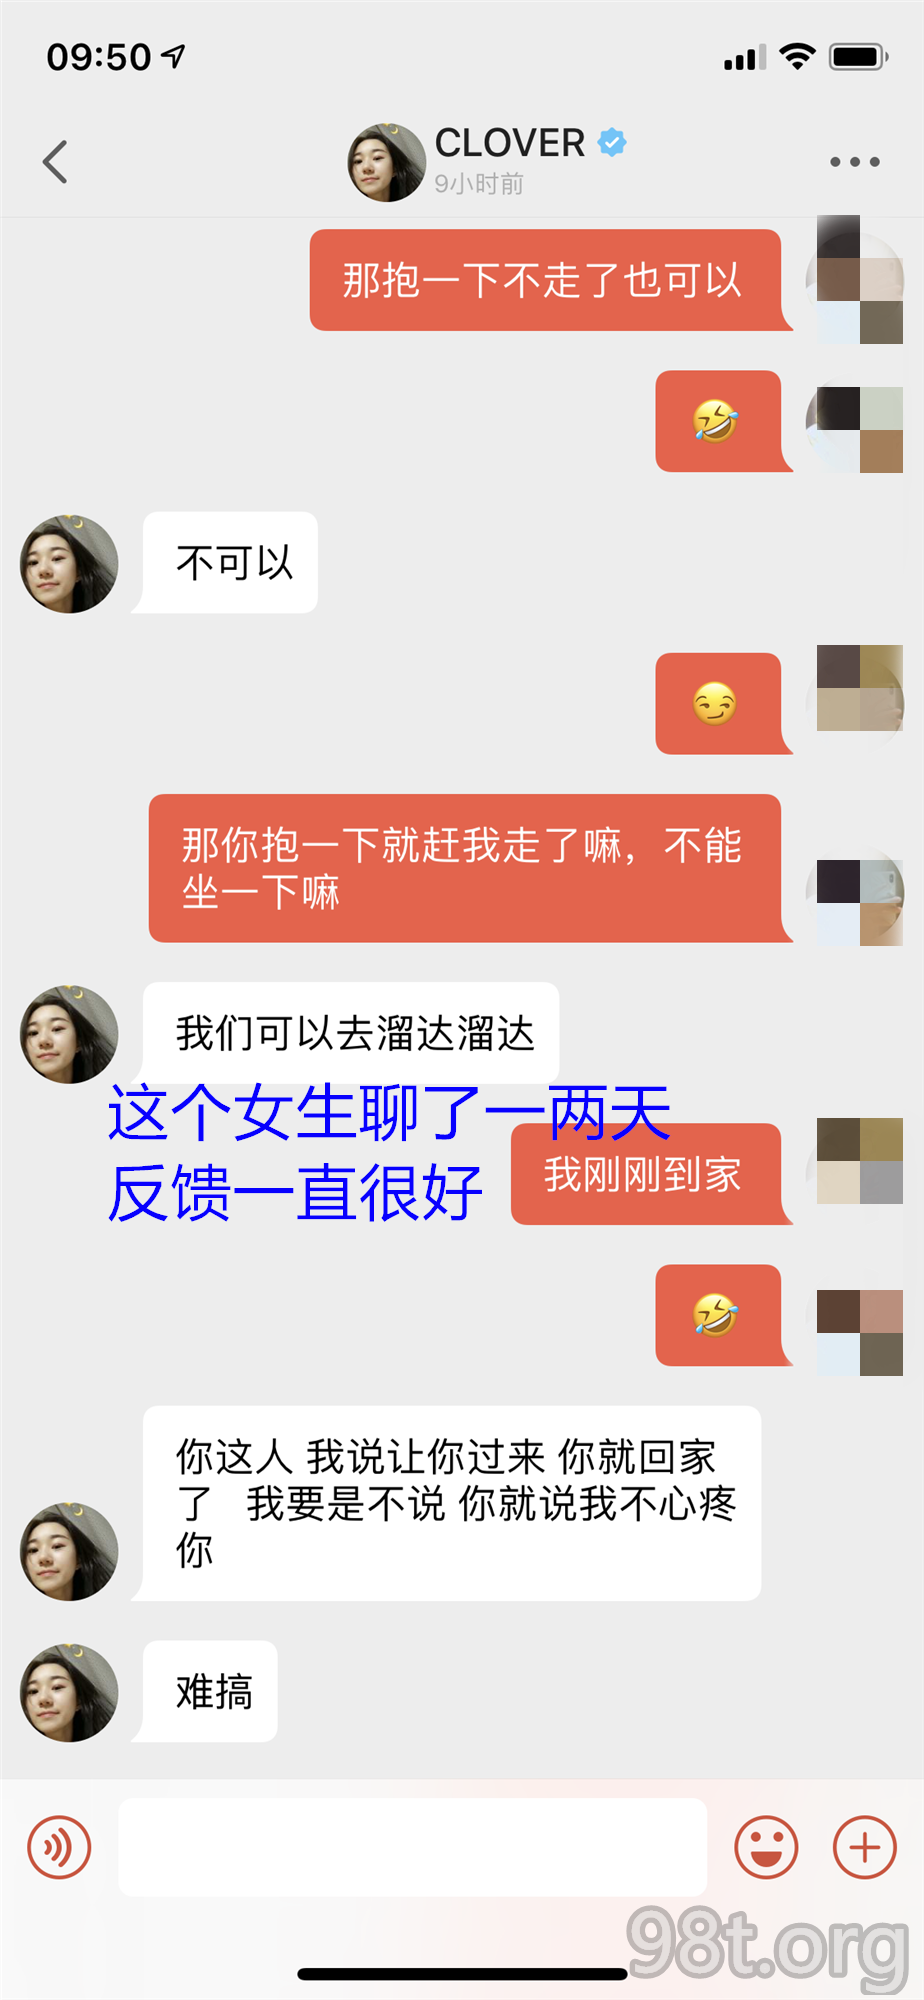 09:50
CLOVER
9小时前
那抱一下不走了也可以
🤣
不可以
😏
那你抱一下就赶我走了嘛，不能
坐一下嘛
我们可以去溜达溜达
这个女生聊了一两天
反馈一直很好
我刚刚到家
🤣
你这人 我说让你过来 你就回家
了   我要是不说 你就说我不心疼
你
难搞
98t.org